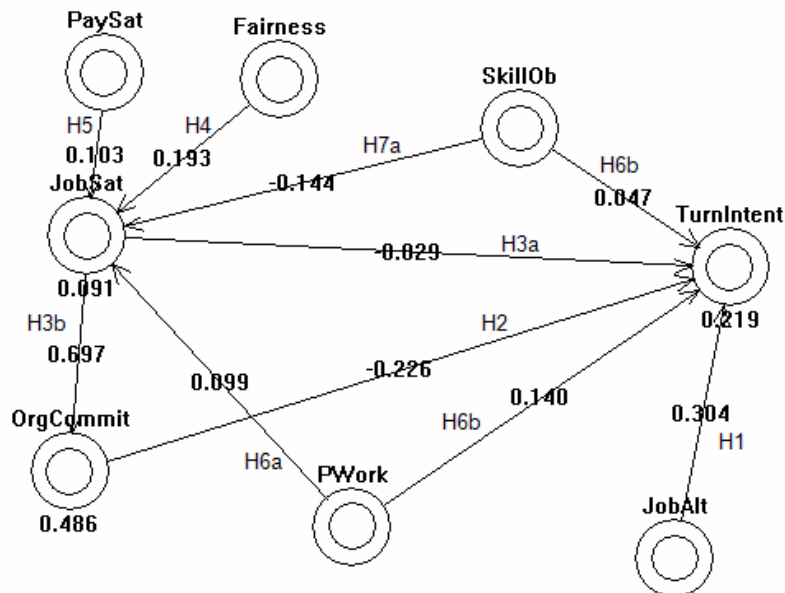 PaySat
Fairness
SkillOb
H5
H4
0.103
0.193
H7a
-0.144
H6b
0.047
JobSat
TurnIntent
H3a
-0.029
0.091
0.219
H3b
0.697
H2
-0.226
0.099
0.140
0.304
OrgCommit
H6b
H1
H6a
PWork
JobAlt
0.486